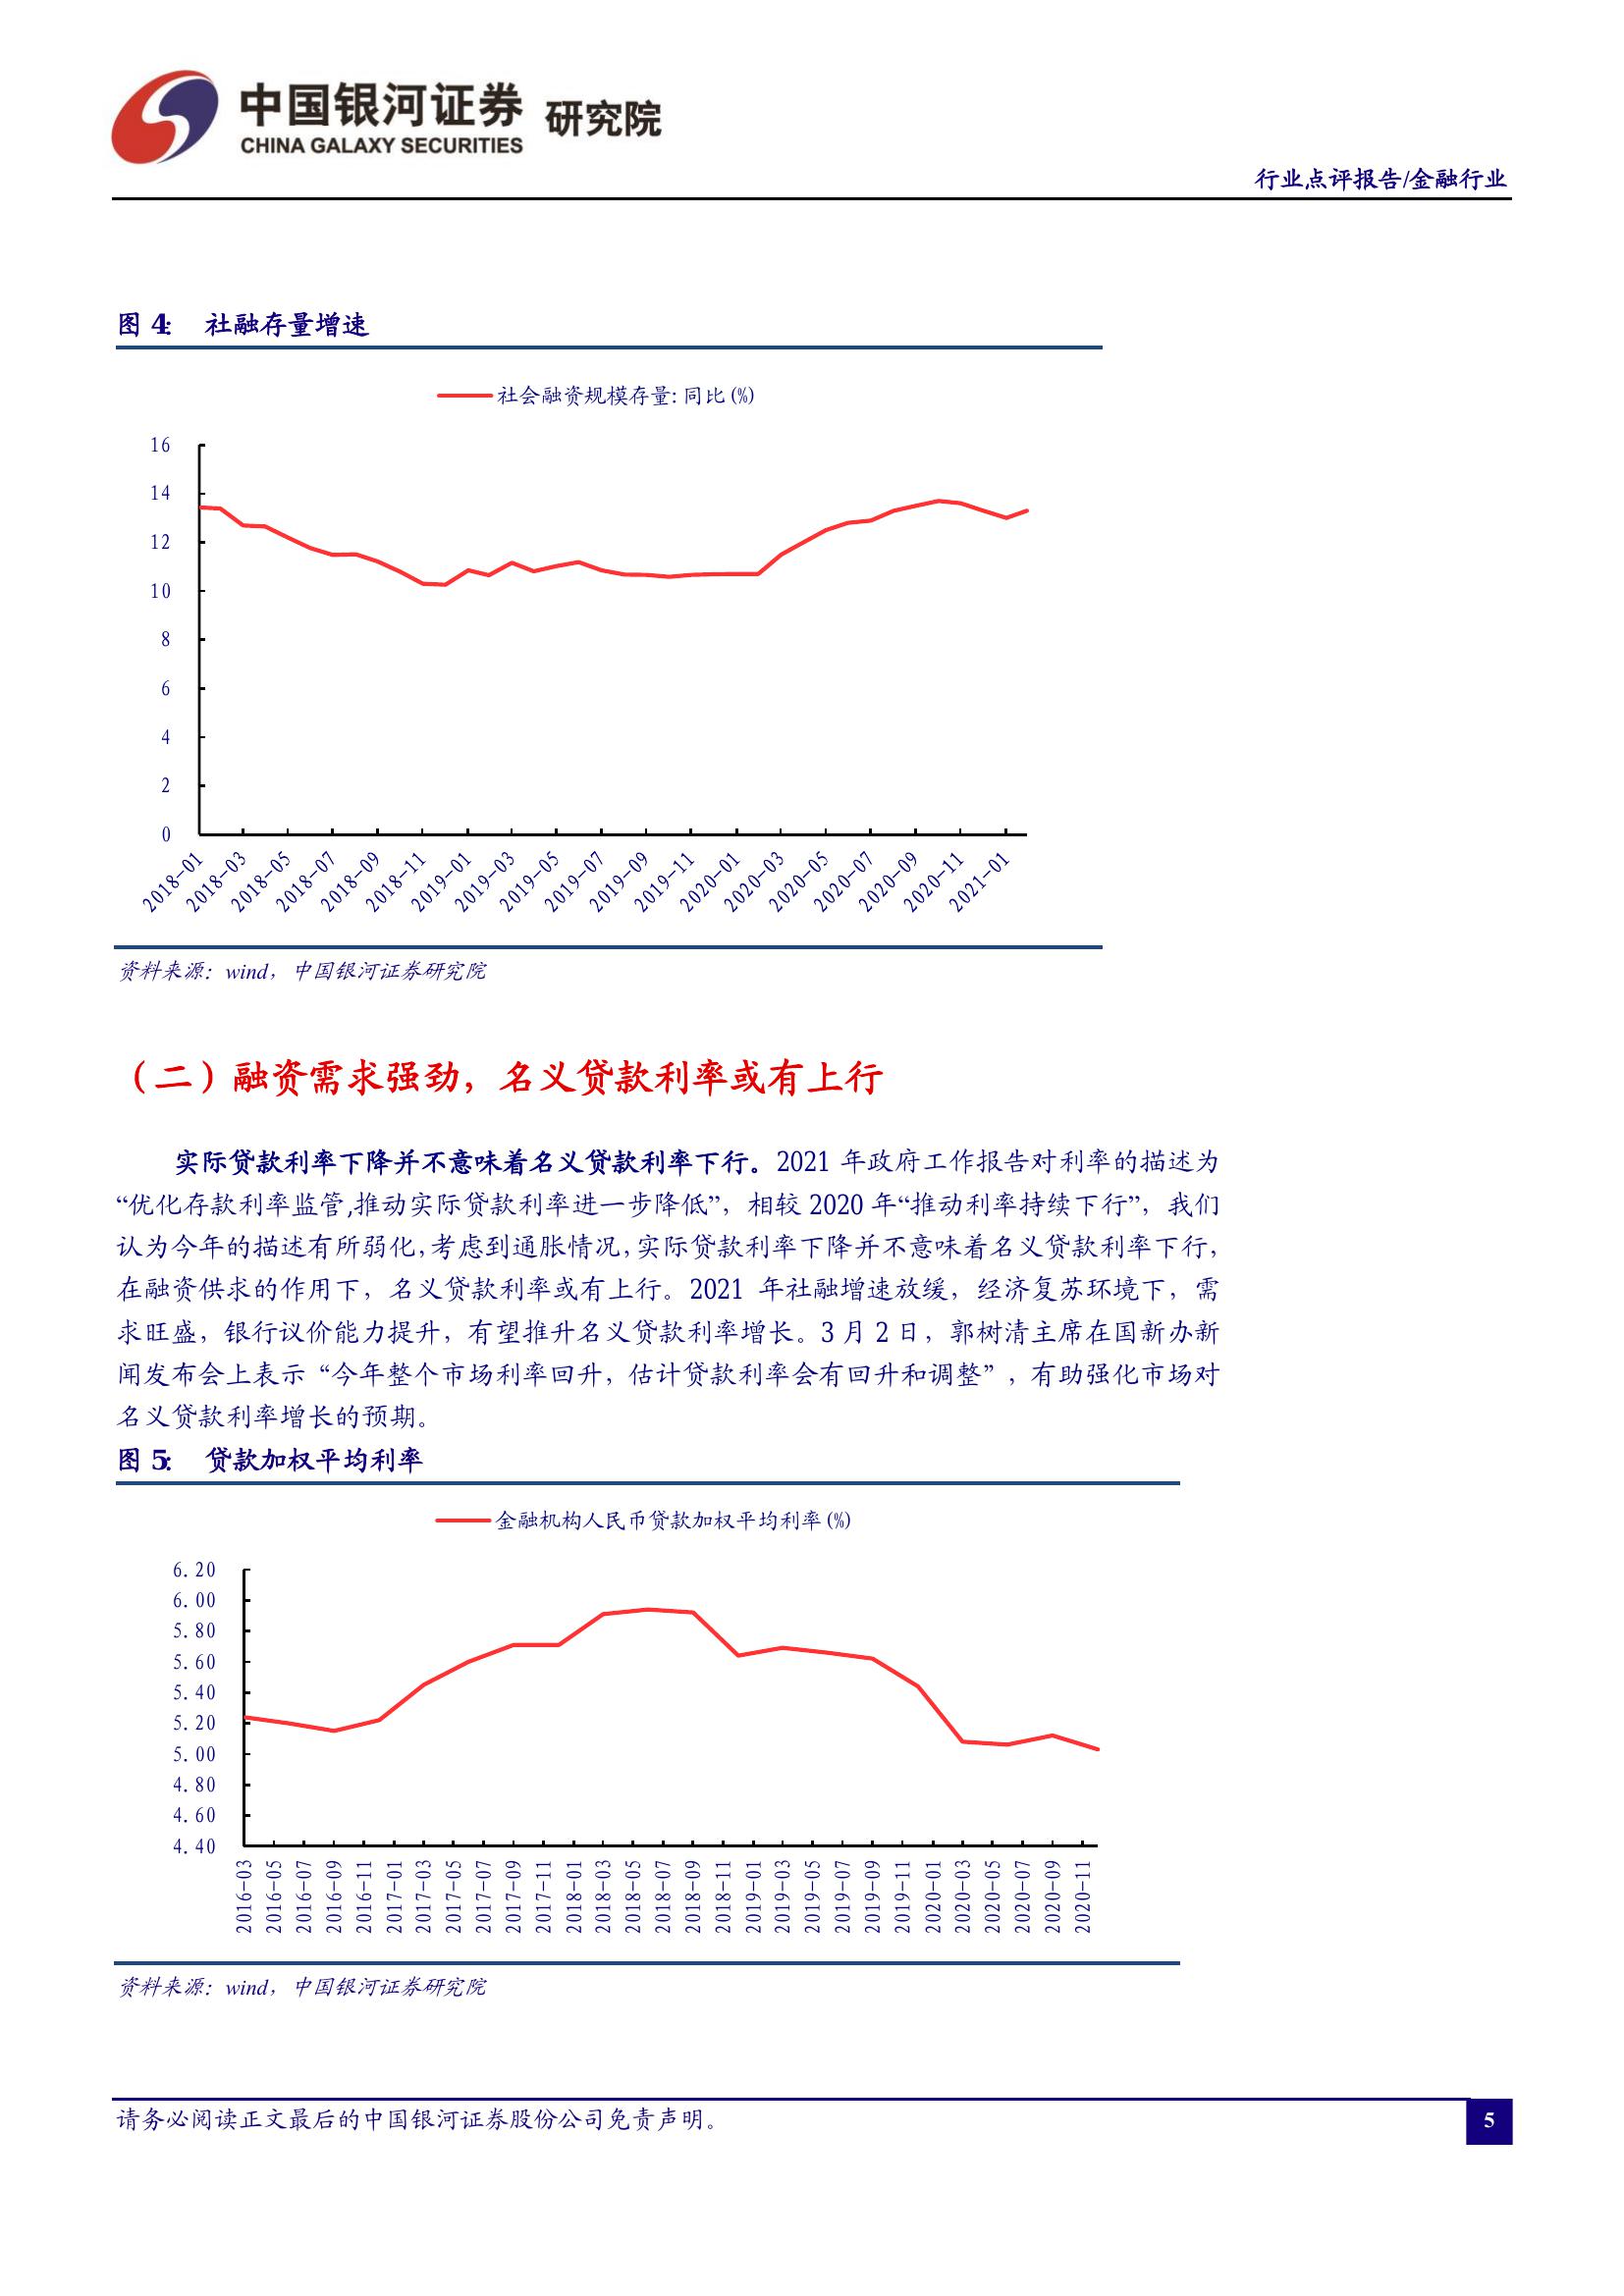 中国银河证券 研究院
CHINA GALAXY SECURITIES
行业点评报告/金融行业
图 4: 社融存量增速
社会融资规模存量:同比(%)
16
14
12
10
8
6
4
2
0
2018-01 2018-03 2018-05 2018-07 2018-09 2018-11 2019-01 2019-03 2019-05 2019-07 2019-09 2019-11 2020-01 2020-03 2020-05 2020-07 2020-09 2020-11 2021-01
资料来源：wind，中国银河证券研究院
（二）融资需求强劲，名义贷款利率或有上行
实际贷款利率下降并不意味着名义贷款利率下行。2021 年政府工作报告对利率的描述为
“优化存款利率监管,推动实际贷款利率进一步降低”，相较 2020 年“推动利率持续下行”，我们
认为今年的描述有所弱化,考虑到通胀情况,实际贷款利率下降并不意味着名义贷款利率下行,
在融资供求的作用下，名义贷款利率或有上行。2021 年社融增速放缓，经济复苏环境下，需
求旺盛，银行议价能力提升，有望推升名义贷款利率增长。3 月 2 日，郭树清主席在国新办新
闻发布会上表示“今年整个市场利率回升，估计贷款利率会有回升和调整”，有助强化市场对
名义贷款利率增长的预期。
图 5: 贷款加权平均利率
金融机构人民币贷款加权平均利率(%)
6.20
6.00
5.80
5.60
5.40
5.20
5.00
4.80
4.60
4.40
2016-03 2016-05 2016-07 2016-09 2016-11 2017-01 2017-03 2017-05 2017-07 2017-09 2017-11 2018-01 2018-03 2018-05 2018-07 2018-09 2018-11 2019-01 2019-03 2019-05 2019-07 2019-09 2019-11 2020-01 2020-03 2020-05 2020-07 2020-09 2020-11
资料来源：wind，中国银河证券研究院
请务必阅读正文最后的中国银河证券股份公司免责声明。
5